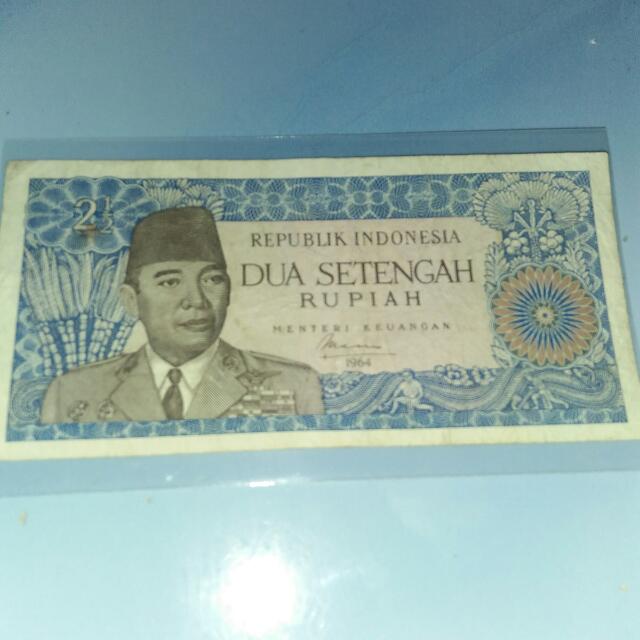 2½
REPUBLIK INDONESIA
DUA SETENGAH
RUPIAH
MENTERI KEUANGAN
1964